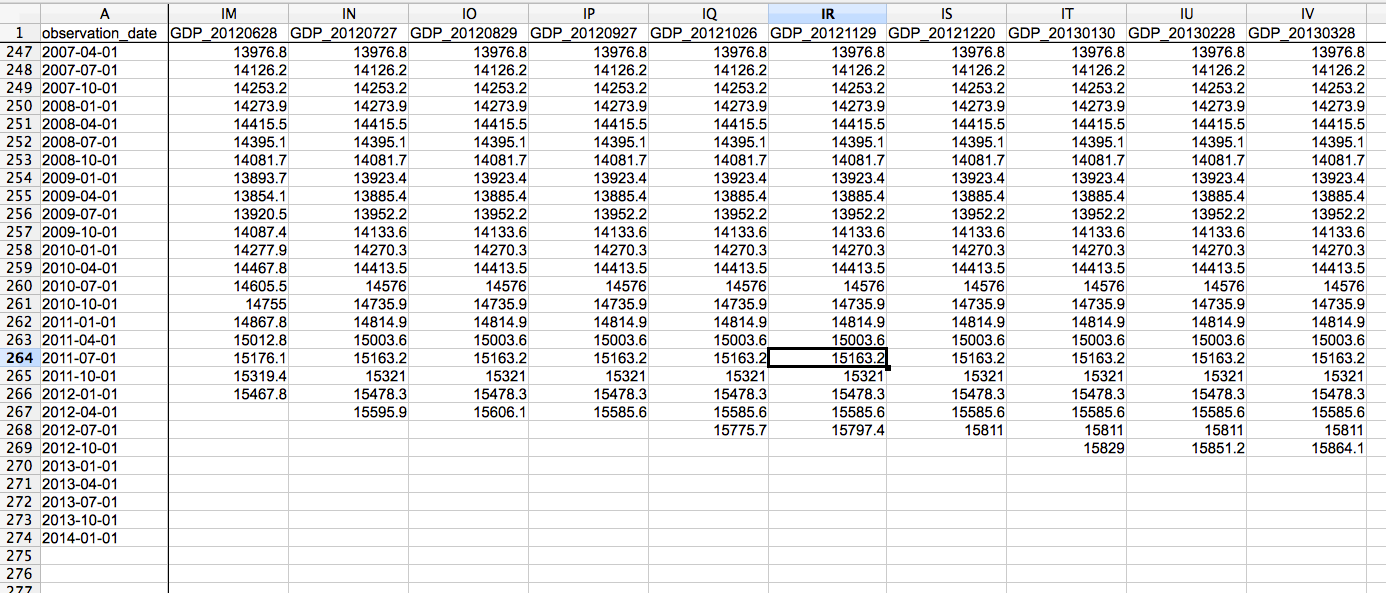 A IM IN IO IP IQ IR IS IT IU IV
1 observation_date GDP_20120628 GDP_20120727 GDP_20120829 GDP_20120927 GDP_20121026 GDP_20121129 GDP_20121220 GDP_20130130 GDP_20130228 GDP_20130328
247 2007-04-01 13976.8 13976.8 13976.8 13976.8 13976.8 13976.8 13976.8 13976.8 13976.8 13976.8
248 2007-07-01 14126.2 14126.2 14126.2 14126.2 14126.2 14126.2 14126.2 14126.2 14126.2 14126.2
249 2007-10-01 14253.2 14253.2 14253.2 14253.2 14253.2 14253.2 14253.2 14253.2 14253.2 14253.2
250 2008-01-01 14273.9 14273.9 14273.9 14273.9 14273.9 14273.9 14273.9 14273.9 14273.9 14273.9
251 2008-04-01 14415.5 14415.5 14415.5 14415.5 14415.5 14415.5 14415.5 14415.5 14415.5 14415.5
252 2008-07-01 14395.1 14395.1 14395.1 14395.1 14395.1 14395.1 14395.1 14395.1 14395.1 14395.1
253 2008-10-01 14081.7 14081.7 14081.7 14081.7 14081.7 14081.7 14081.7 14081.7 14081.7 14081.7
254 2009-01-01 13893.7 13923.4 13923.4 13923.4 13923.4 13923.4 13923.4 13923.4 13923.4 13923.4
255 2009-04-01 13854.1 13885.4 13885.4 13885.4 13885.4 13885.4 13885.4 13885.4 13885.4 13885.4
256 2009-07-01 13920.5 13952.2 13952.2 13952.2 13952.2 13952.2 13952.2 13952.2 13952.2 13952.2
257 2009-10-01 14087.4 14133.6 14133.6 14133.6 14133.6 14133.6 14133.6 14133.6 14133.6 14133.6
258 2010-01-01 14277.9 14270.3 14270.3 14270.3 14270.3 14270.3 14270.3 14270.3 14270.3 14270.3
259 2010-04-01 14467.8 14413.5 14413.5 14413.5 14413.5 14413.5 14413.5 14413.5 14413.5 14413.5
260 2010-07-01 14605.5 14576 14576 14576 14576 14576 14576 14576 14576 14576
261 2010-10-01 14755 14735.9 14735.9 14735.9 14735.9 14735.9 14735.9 14735.9 14735.9 14735.9
262 2011-01-01 14867.8 14814.9 14814.9 14814.9 14814.9 14814.9 14814.9 14814.9 14814.9 14814.9
263 2011-04-01 15012.8 15003.6 15003.6 15003.6 15003.6 15003.6 15003.6 15003.6 15003.6 15003.6
264 2011-07-01 15176.1 15163.2 15163.2 15163.2 15163.2 15163.2 15163.2 15163.2 15163.2 15163.2
265 2011-10-01 15319.4 15321 15321 15321 15321 15321 15321 15321 15321 15321
266 2012-01-01 15467.8 15478.3 15478.3 15478.3 15478.3 15478.3 15478.3 15478.3 15478.3 15478.3
267 2012-04-01 15595.9 15606.1 15585.6 15585.6 15585.6 15585.6 15585.6 15585.6 15585.6
268 2012-07-01 15775.7 15797.4 15811 15811 15811 15811
269 2012-10-01 15829 15851.2 15864.1
270 2013-01-01
271 2013-04-01
272 2013-07-01
273 2013-10-01
274 2014-01-01
275
276
277